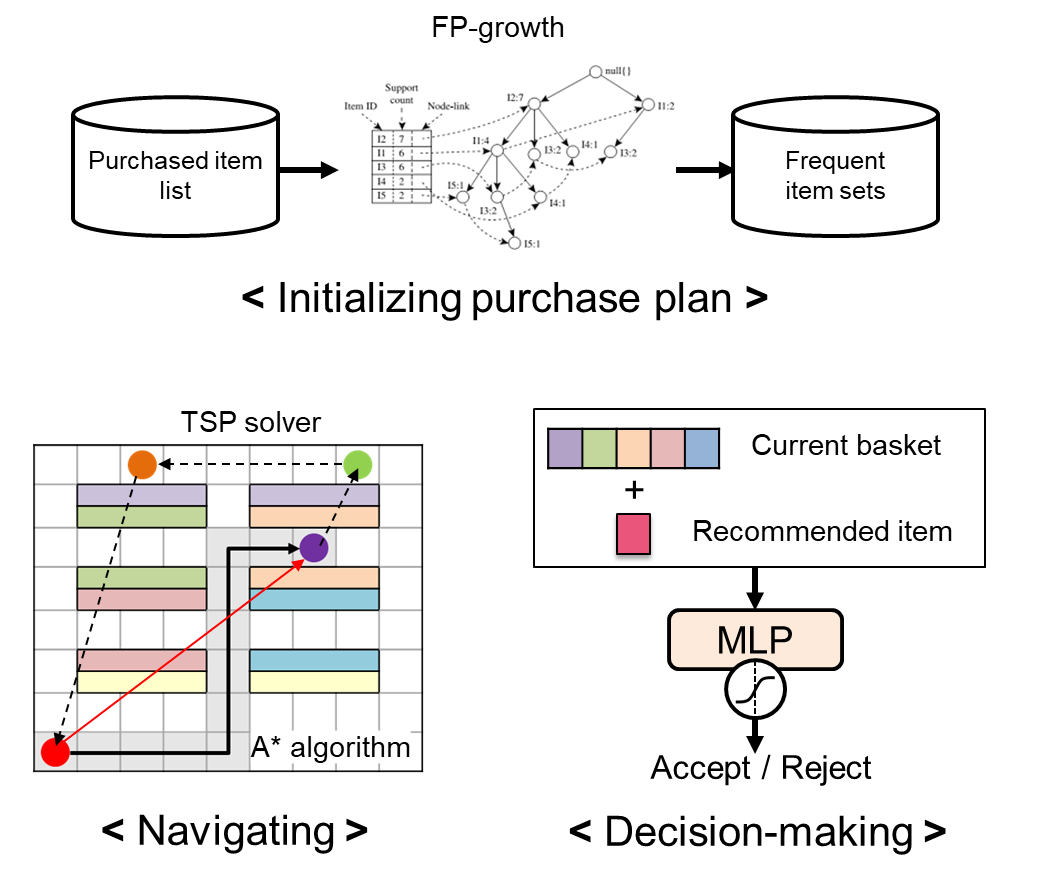 FP-growth
Purchased item
list
Item ID
Support
count
Node-link
I2 7
I1 6
I3 6
I4 2
I5 2
null{}
I2:7
I1:2
I1:4
I3:2
I4:1
I3:2
I5:1
I3:2
I4:1
I5:1
Frequent
item sets
< Initializing purchase plan >
TSP solver
A* algorithm
< Navigating >
Current basket
+
Recommended item
MLP
Accept / Reject
< Decision-making >